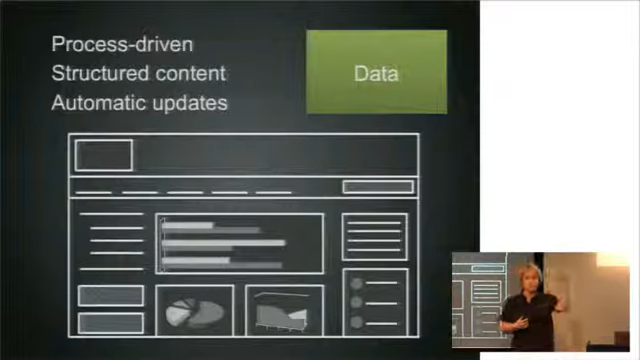 Process-driven
Structured content
Automatic updates
Data